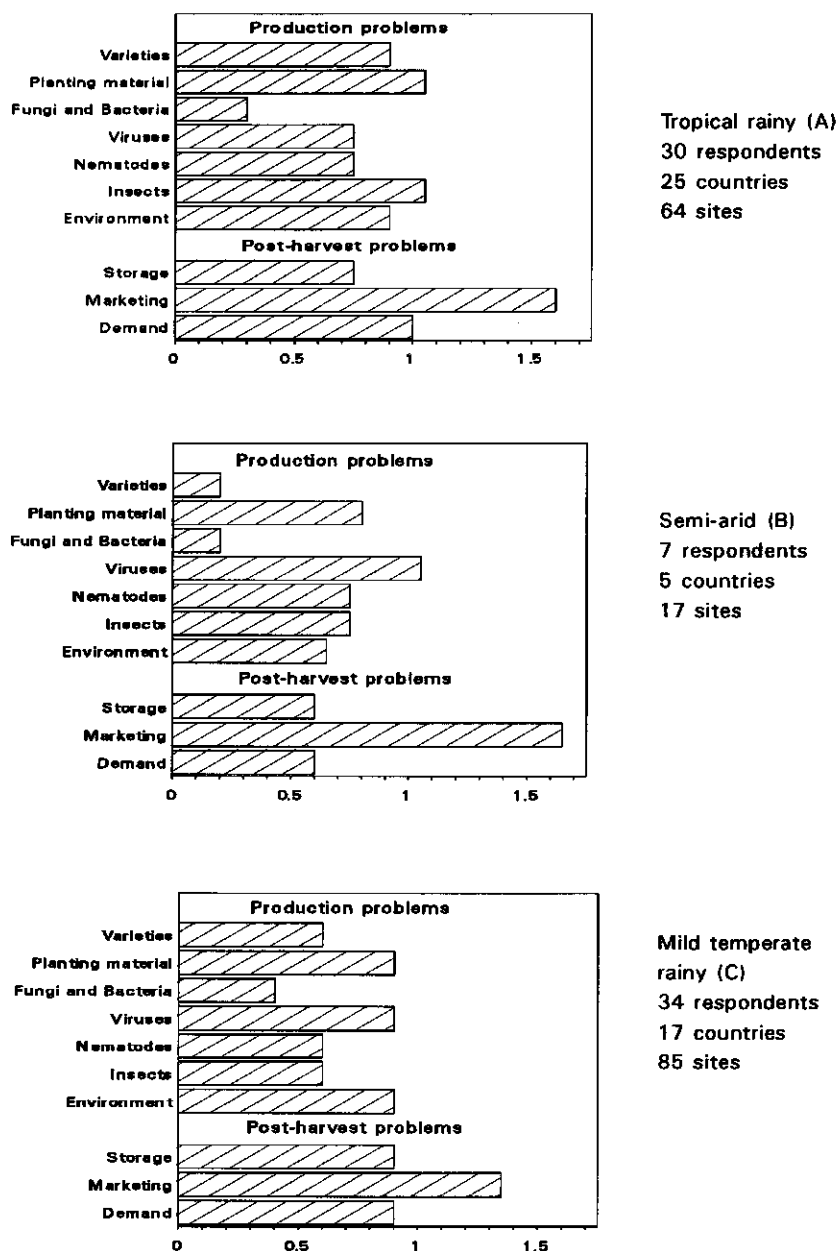 Production problems
Varieties
Planting material
Fungi and Bacteria
Viruses
Nematodes
Insects
Environment
Post-harvest problems
Storage
Marketing
Demand
0 0.5 1 1.5
Tropical rainy (A)
30 respondents
25 countries
64 sites
Production problems
Varieties
Planting material
Fungi and Bacteria
Viruses
Nematodes
Insects
Environment
Post-harvest problems
Storage
Marketing
Demand
0 0.5 1 1.5
Semi-arid (B)
7 respondents
5 countries
17 sites
Production problems
Varieties
Planting material
Fungi and Bacteria
Viruses
Nematodes
Insects
Environment
Post-harvest problems
Storage
Marketing
Demand
0 0.5 1 1.5
Mild temperate
rainy (C)
34 respondents
17 countries
85 sites